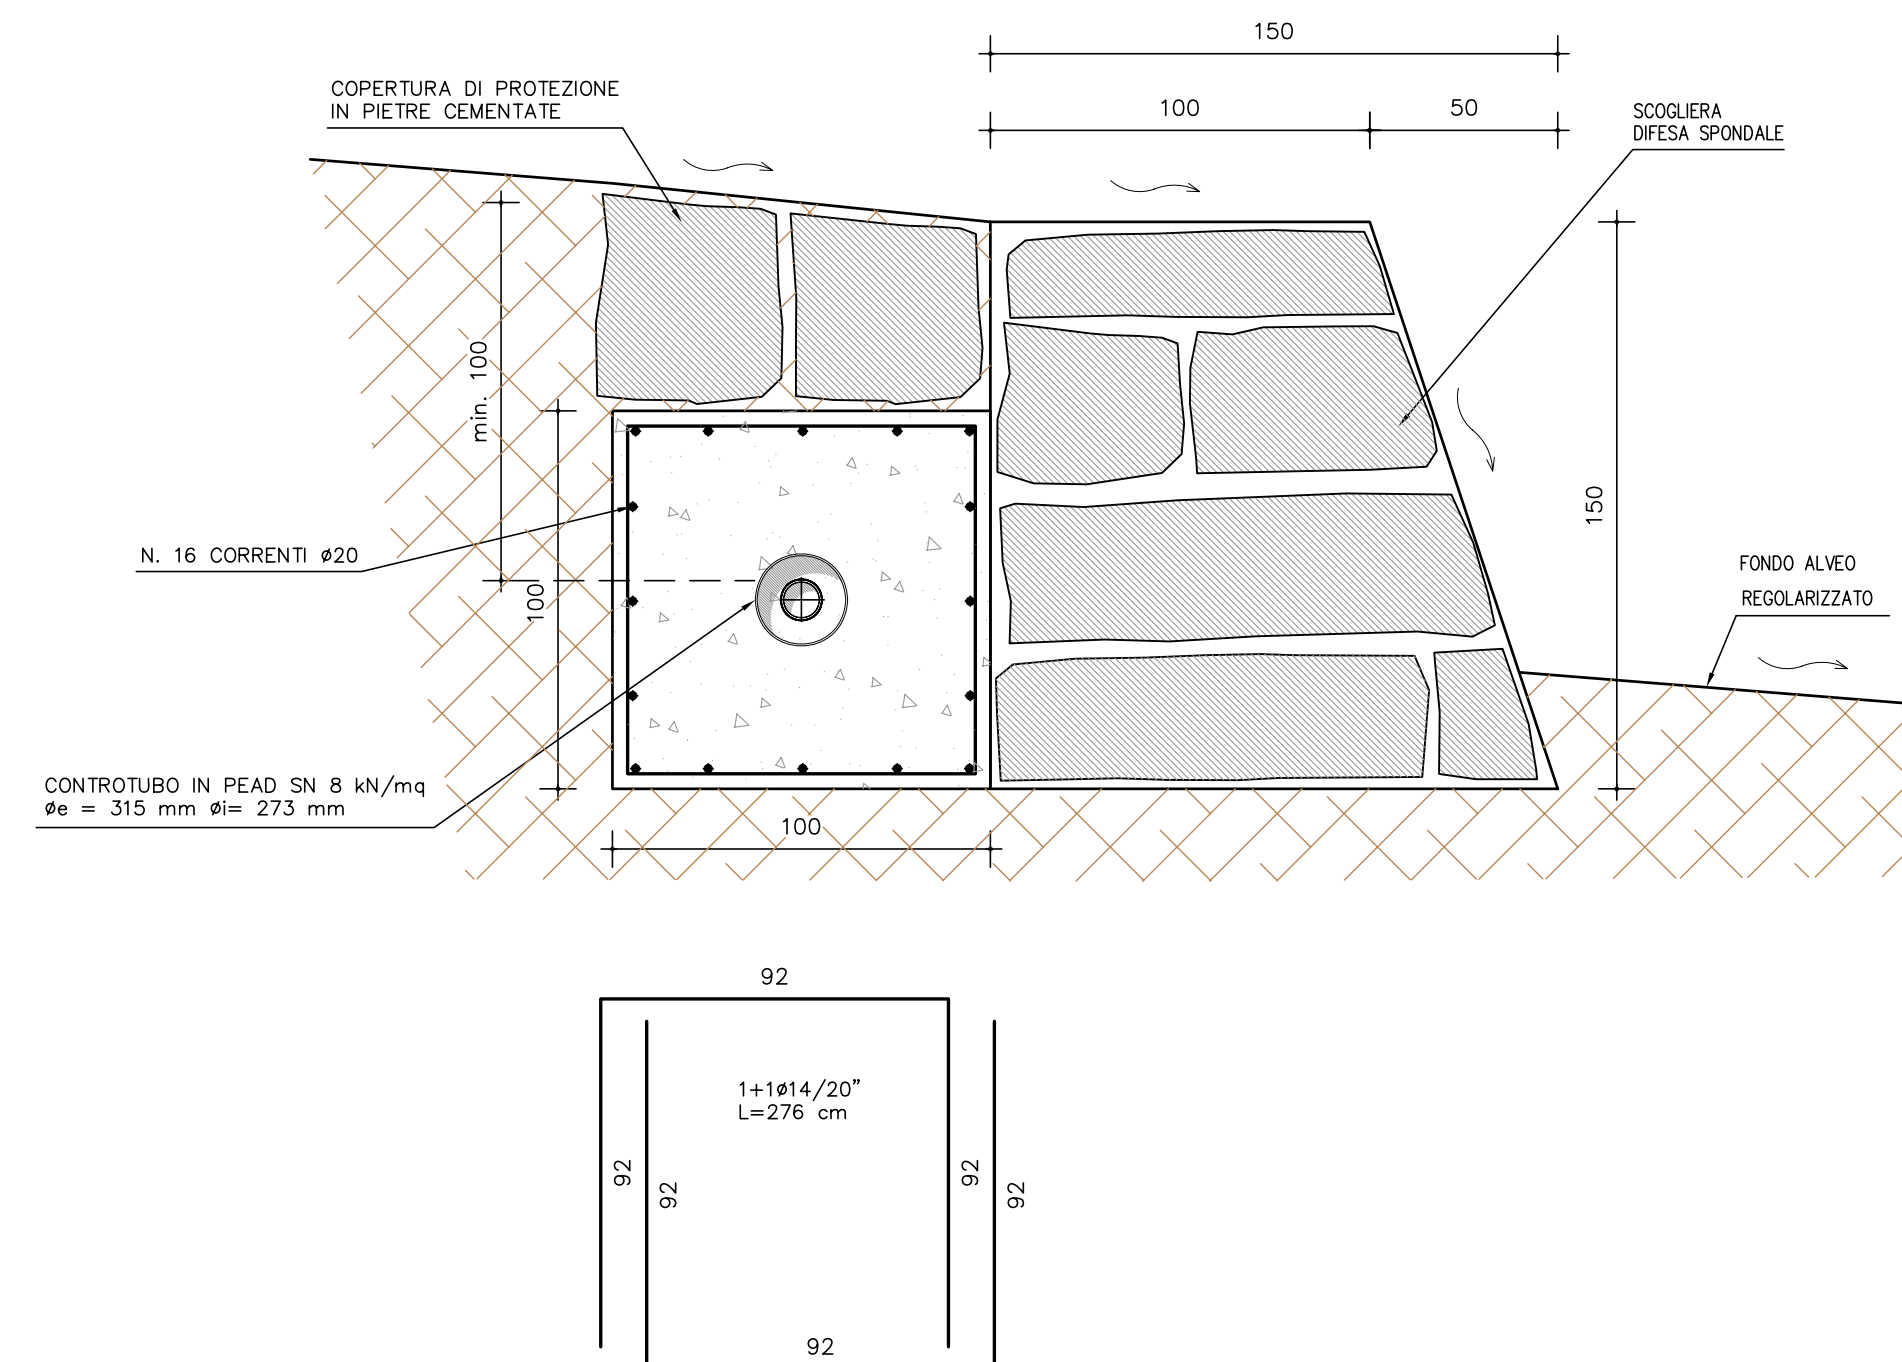 150
COPERTURA DI PROTEZIONE
IN PIETRE CEMENTATE
100
50
SCOGLIERA
DIFESA SPONDALE
min. 100
150
N. 16 CORRENTI ø20
100
FONDO ALVEO
REGOLARIZZATO
CONTROTUBO IN PEAD SN 8 kN/mq
øe = 315 mm øi= 273 mm
100
92
1+1ø14/20”
L=276 cm
92
92
92
92
92